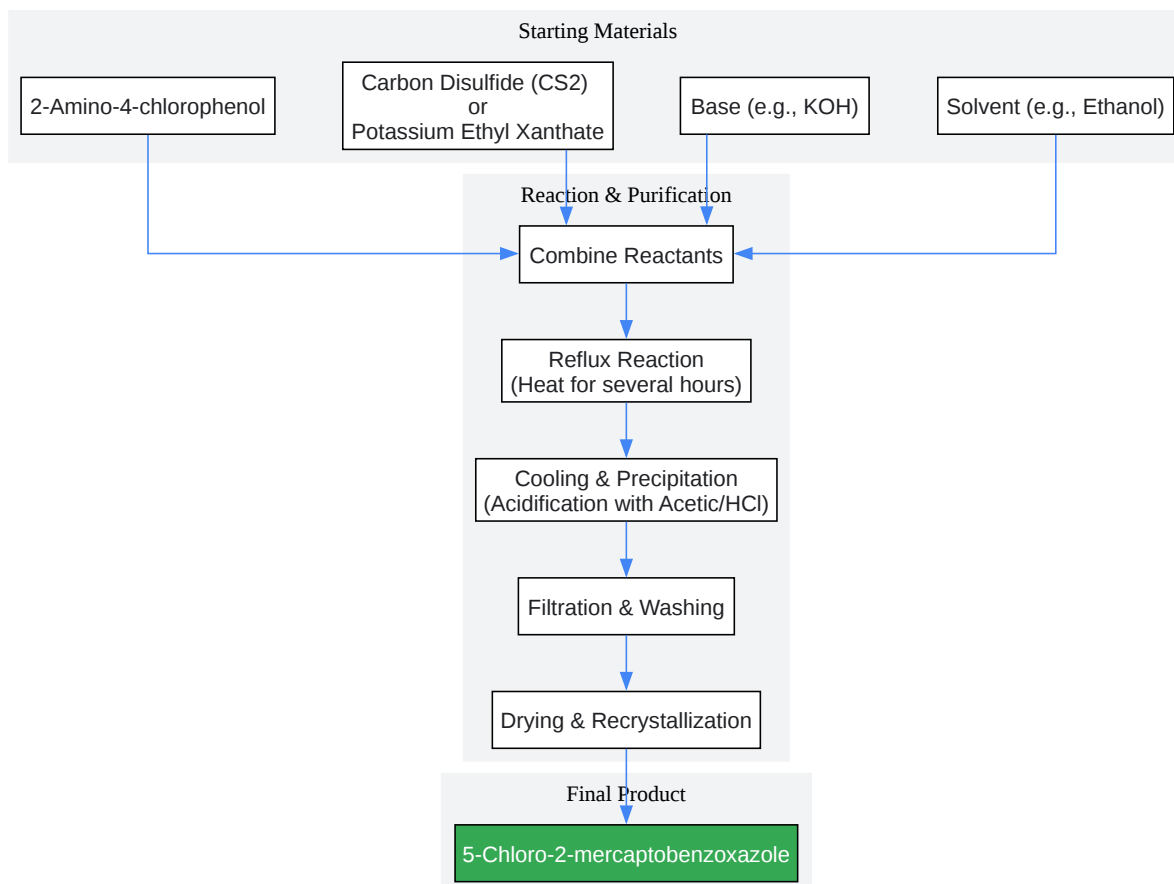 Starting Materials
2-Amino-4-chlorophenol
Carbon Disulfide (CS2)
or
Potassium Ethyl Xanthate
Base (e.g., KOH)
Solvent (e.g., Ethanol)
Reaction & Purification
Combine Reactants
Reflux Reaction
(Heat for several hours)
Cooling & Precipitation
(Acidification with Acetic/HCl)
Filtration & Washing
Drying & Recrystallization
Final Product
5-Chloro-2-mercaptobenzoxazole